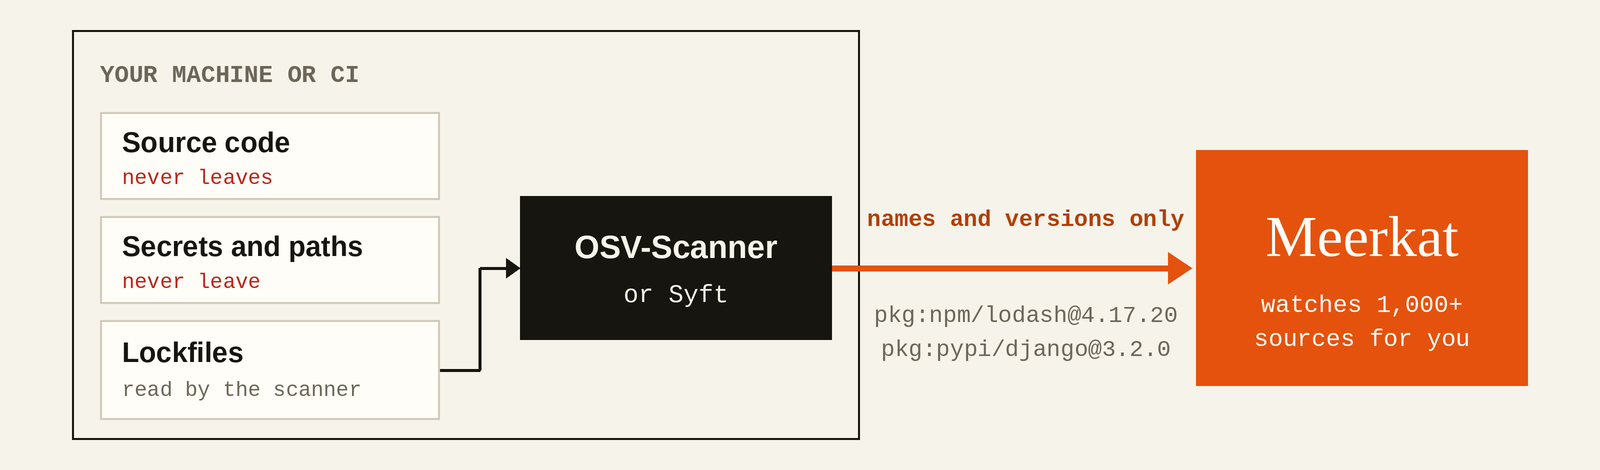 YOUR MACHINE OR CI
Source code
never leaves
Secrets and paths
never leave
Lockfiles
read by the scanner
OSV-Scanner
or Syft
names and versions only
pkg:npm/lodash@4.17.20
pkg:pypi/django@3.2.0
Meerkat
watches 1,000+
sources for you